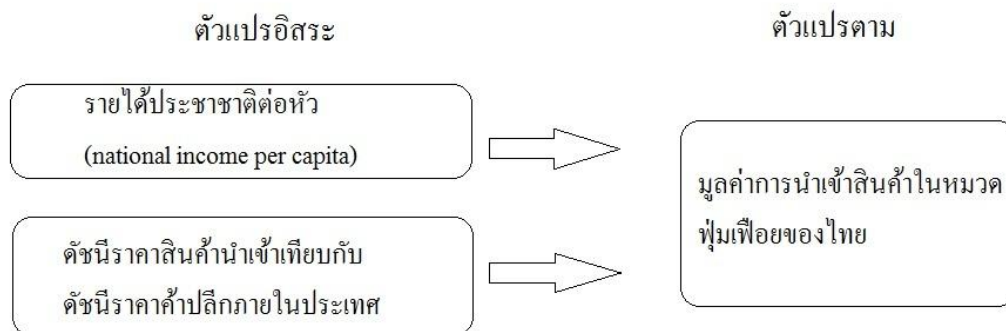 ตัวแปรอิสระ
ตัวแปรตาม
รายได้ประชาชาติต่อหัว
(national income per capita)
มูลค่าการนำเข้าสินค้าในหมวด
ฟุ่มเฟือยของไทย
ดัชนีราคาสินค้านำเข้าเทียบกับ
ดัชนีราคาค้าปลีกภายในประเทศ